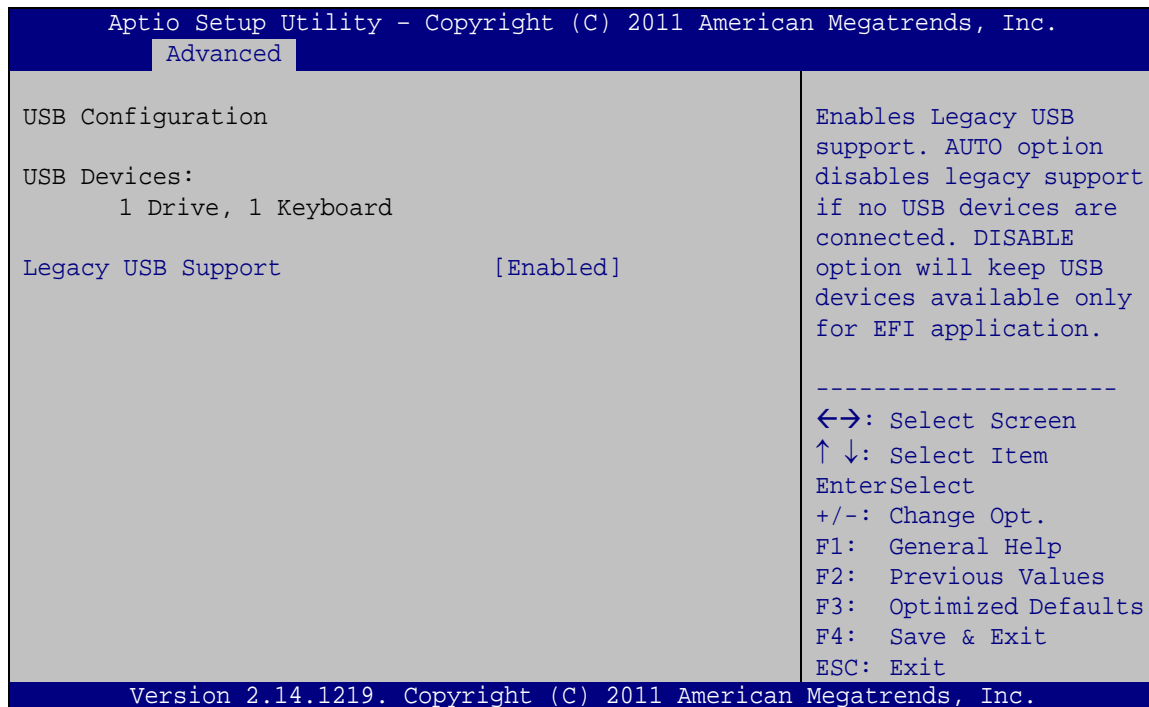 Aptio Setup Utility – Copyright (C) 2011 American Megatrends, Inc.
Advanced
USB Configuration
USB Devices:
1 Drive, 1 Keyboard
Legacy USB Support [Enabled]
Enables Legacy USB
support. AUTO option
disables legacy support
if no USB devices are
connected. DISABLE
option will keep USB
devices available only
for EFI application.
---------------------
←→: Select Screen
↑ ↓: Select Item
EnterSelect
+/-: Change Opt.
F1: General Help
F2: Previous Values
F3: Optimized Defaults
F4: Save & Exit
ESC: Exit
Version 2.14.1219. Copyright (C) 2011 American Megatrends, Inc.